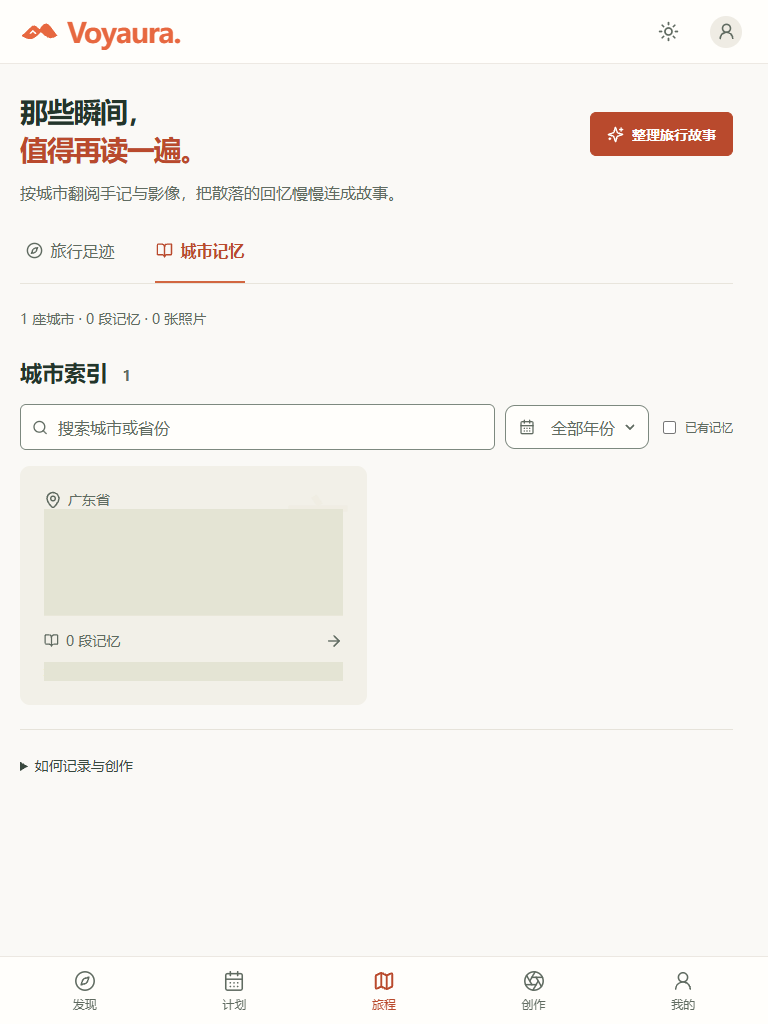 Voyaura.
那些瞬间，
值得再读一遍。
整理旅行故事
按城市翻阅手记与影像，把散落的回忆慢慢连成故事。
旅行足迹
城市记忆
1 座城市 · 0 段记忆 · 0 张照片
城市索引 1
搜索城市或省份
全部年份
已有记忆
广东省
0 段记忆
如何记录与创作
发现
计划
旅程
创作
我的